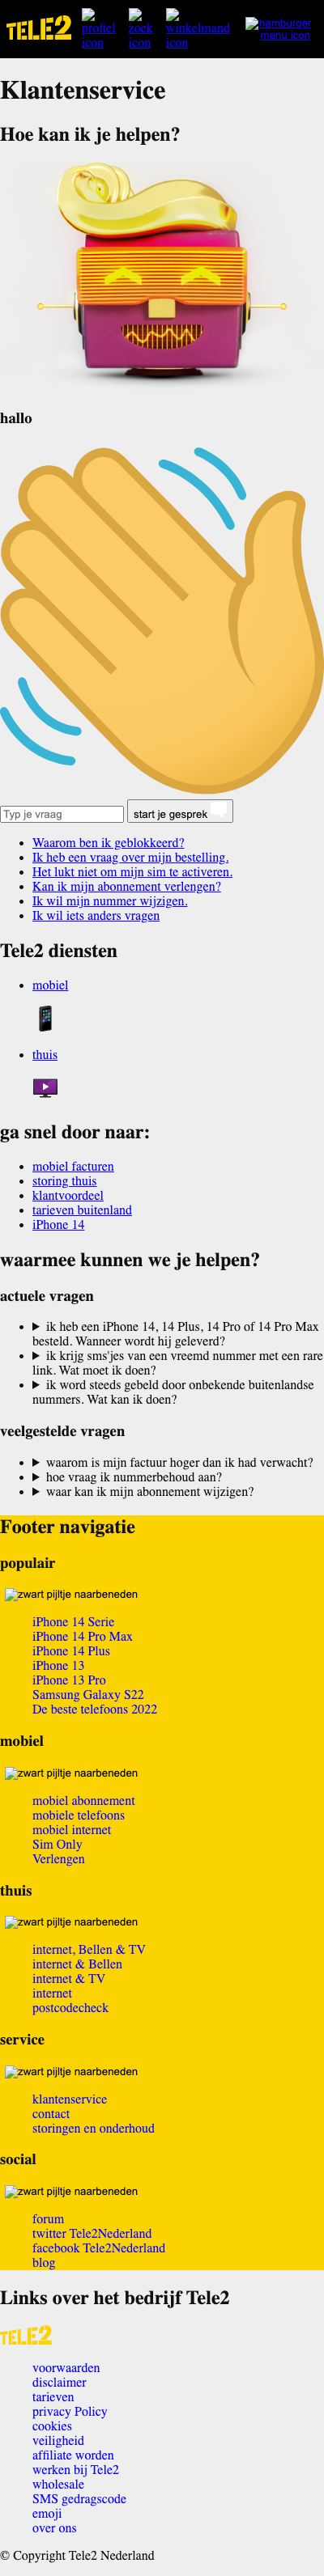 TELE2
profiel icon
zoek icon
winkelmand icon
hamburger menu icon
Klantenservice
Hoe kan ik je helpen?
hallo
Typ je vraag
start je gesprek
Waarom ben ik geblokkeerd?
Ik heb een vraag over mijn bestelling.
Het lukt niet om mijn sim te activeren.
Kan ik mijn abonnement verlengen?
Ik wil mijn nummer wijzigen.
Ik wil iets anders vragen
Tele2 diensten
mobiel
thuis
ga snel door naar:
mobiel facturen
storing thuis
klantvoordeel
tarieven buitenland
iPhone 14
waarmee kunnen we je helpen?
actuele vragen
ik heb een iPhone 14, 14 Plus, 14 Pro of 14 Pro Max
besteld. Wanneer wordt hij geleverd?
ik krijg sms'jes van een vreemd nummer met een rare
link. Wat moet ik doen?
ik word steeds gebeld door onbekende buitenlandse
nummers. Wat kan ik doen?
veelgestelde vragen
waarom is mijn factuur hoger dan ik had verwacht?
hoe vraag ik nummerbehoud aan?
waar kan ik mijn abonnement wijzigen?
Footer navigatie
populair
zwart pijltje naarbeneden
iPhone 14 Serie
iPhone 14 Pro Max
iPhone 14 Plus
iPhone 13
iPhone 13 Pro
Samsung Galaxy S22
De beste telefoons 2022
mobiel
zwart pijltje naarbeneden
mobiel abonnement
mobiele telefoons
mobiel internet
Sim Only
Verlengen
thuis
zwart pijltje naarbeneden
internet, Bellen & TV
internet & Bellen
internet & TV
internet
postcodecheck
service
zwart pijltje naarbeneden
klantenservice
contact
storingen en onderhoud
social
zwart pijltje naarbeneden
forum
twitter Tele2Nederland
facebook Tele2Nederland
blog
Links over het bedrijf Tele2
TELE2
voorwaarden
disclaimer
tarieven
privacy Policy
cookies
veiligheid
affiliate worden
werken bij Tele2
wholesale
SMS gedragscode
emoji
over ons
© Copyright Tele2 Nederland